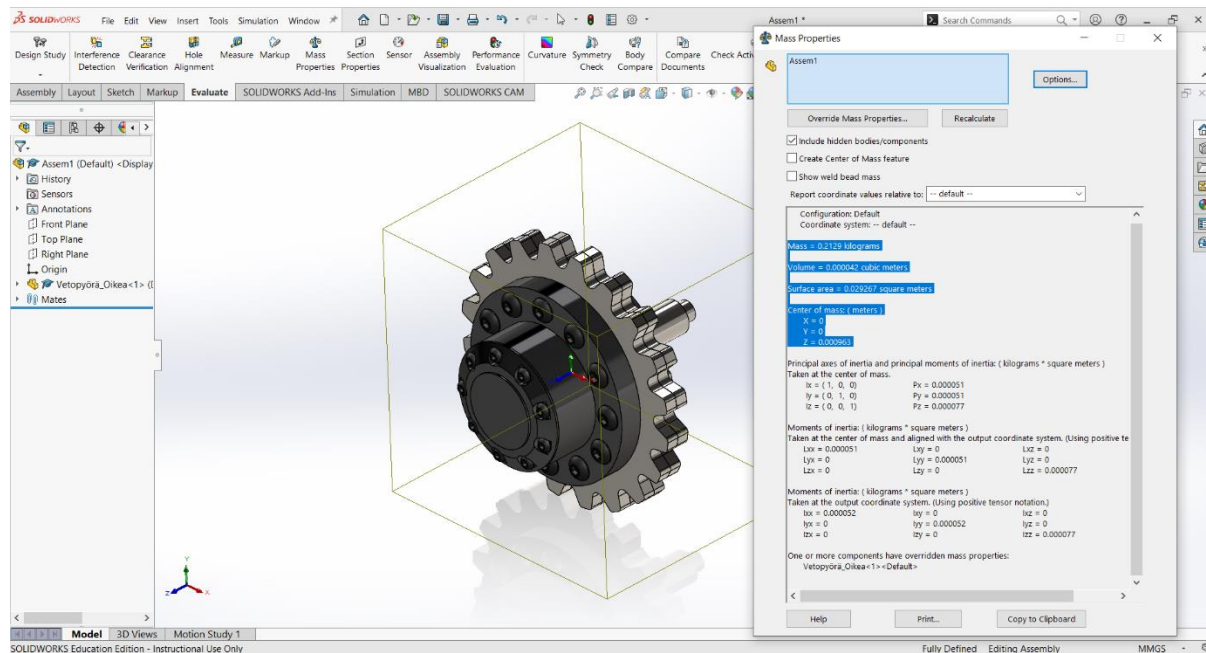 SOLIDWORKS File Edit View Insert Tools Simulation Window
Assem1 *
Search Commands
Design Study
Interference Detection
Clearance Verification
Hole Alignment
Measure
Markup
Mass Properties
Section Properties
Sensor
Assembly Visualization
Performance Evaluation
Curvature
Symmetry Check
Body Compare
Compare Documents
Assembly Layout Sketch Markup Evaluate SOLIDWORKS Add-Ins Simulation MBD SOLIDWORKS CAM
Assem1 (Default) <Display
History
Sensors
Annotations
Front Plane
Top Plane
Right Plane
Origin
Vetopyörä_Oikea<1>
Mates
Y
Z
X
Mass Properties
Assem1
Options...
Override Mass Properties...
Recalculate
Include hidden bodies/components
Create Center of Mass feature
Show weld bead mass
Report coordinate values relative to: -- default --
Configuration: Default
Coordinate system: -- default --
Mass = 0.2129 kilograms
Volume = 0.000042 cubic meters
Surface area = 0.029267 square meters
Center of mass: ( meters )
X = 0
Y = 0
Z = 0.000963
Principal axes of inertia and principal moments of inertia: ( kilograms * square meters )
Taken at the center of mass.
Ix = ( 1, 0, 0) Px = 0.000051
Iy = ( 0, 1, 0) Py = 0.000051
Iz = ( 0, 0, 1) Pz = 0.000077
Moments of inertia: ( kilograms * square meters )
Taken at the center of mass and aligned with the output coordinate system. (Using positive te
Lxx = 0.000051 Lxy = 0 Lxz = 0
Lyx = 0 Lyy = 0.000051 Lyz = 0
Lzx = 0 Lzy = 0 Lzz = 0.000077
Moments of inertia: ( kilograms * square meters )
Taken at the output coordinate system. (Using positive tensor notation.)
Ixx = 0.000052 Ixy = 0 Ixz = 0
Iyx = 0 Iyy = 0.000052 Iyz = 0
Izx = 0 Izy = 0 Izz = 0.000077
One or more components have overridden mass properties:
Vetopyörä_Oikea<1><Default>
Help Print... Copy to Clipboard
Model 3D Views Motion Study 1
SOLIDWORKS Education Edition - Instructional Use Only
Fully Defined Editing Assembly MMGS